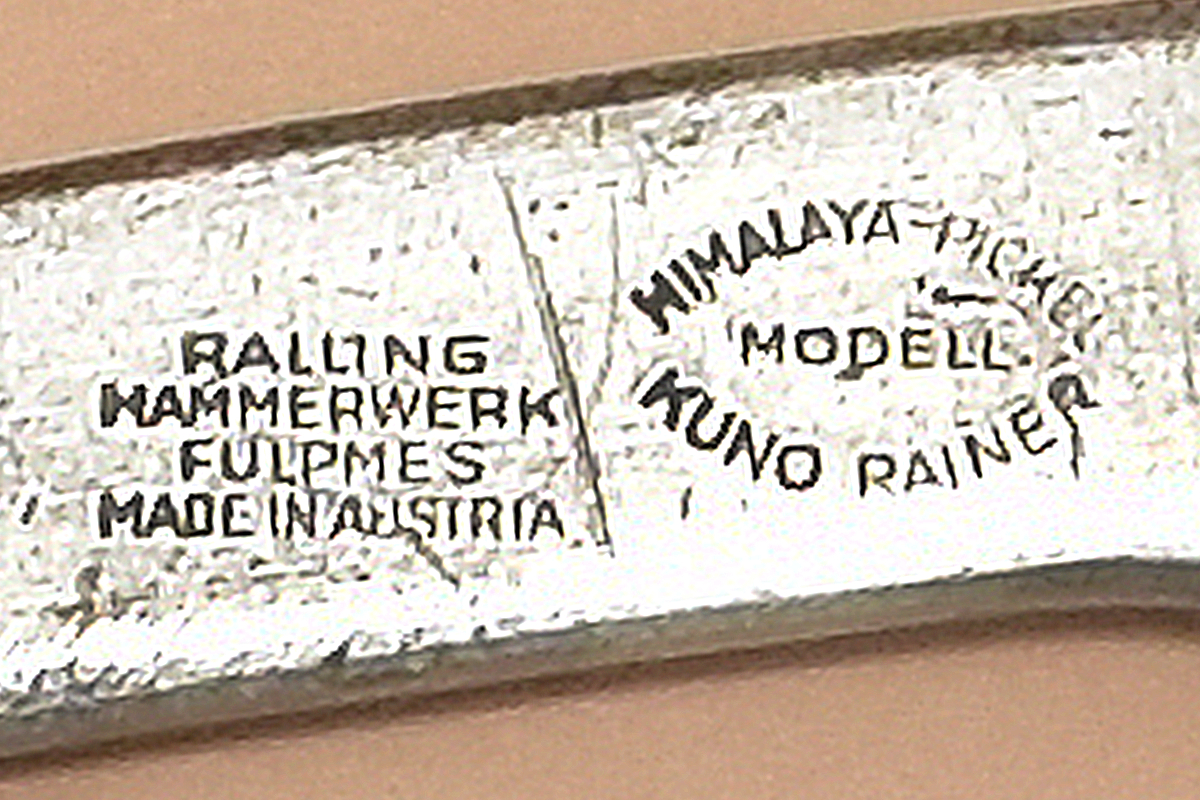 RALLING
HAMMERWERK
FULPMES
MADE IN AUSTRIA
HIMALAYA-PICKEL
MODELL
KUNO RAINER